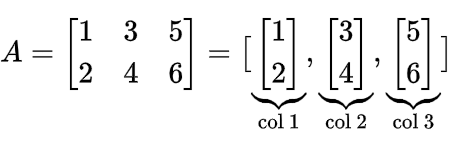 A = [1 3 5 = [ [1 , [3 , [5 ]
2 4 6] 2] 4] 6]
col 1 col 2 col 3